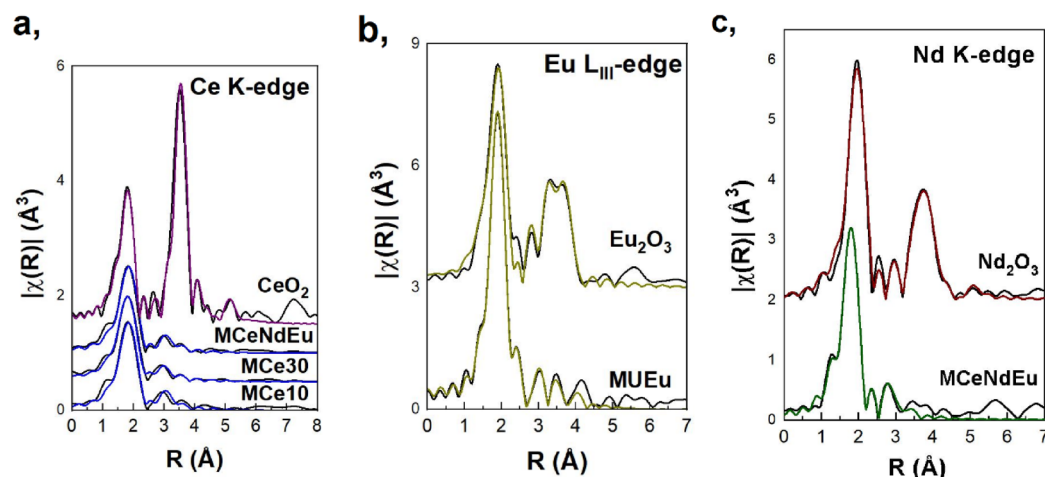 a,
Ce K-edge
|χ(R)| (Å³)
6
4
2
0
CeO₂
MCeNdEu
MCe30
MCe10
0 1 2 3 4 5 6 7 8
R (Å)
b,
Eu L_III-edge
|χ(R)| (Å³)
9
6
3
0
Eu₂O₃
MUEu
0 1 2 3 4 5 6 7
R (Å)
c,
Nd K-edge
|χ(R)| (Å³)
6
5
4
3
2
1
0
Nd₂O₃
MCeNdEu
0 1 2 3 4 5 6 7
R (Å)